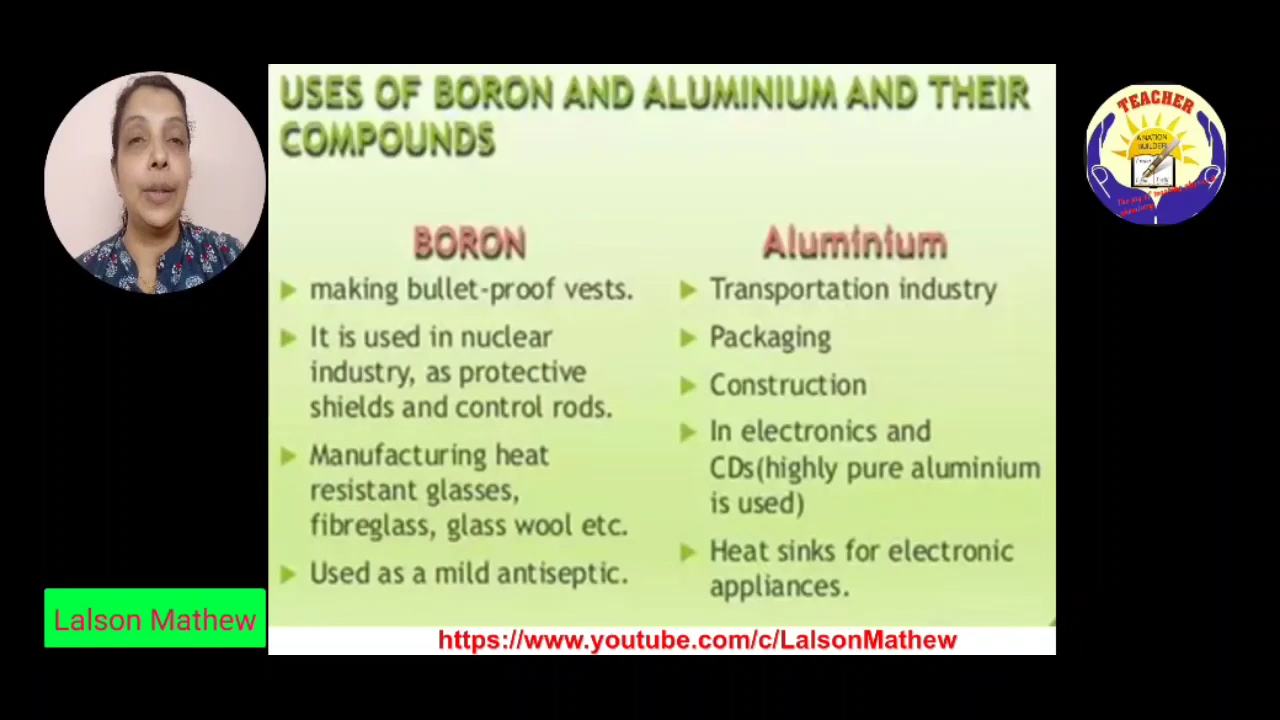 USES OF BORON AND ALUMINIUM AND THEIR
COMPOUNDS
BORON
making bullet-proof vests.
It is used in nuclear
industry, as protective
shields and control rods.
Manufacturing heat
resistant glasses,
fibreglass, glass wool etc.
Used as a mild antiseptic.
Aluminium
Transportation industry
Packaging
Construction
In electronics and
CDs(highly pure aluminium
is used)
Heat sinks for electronic
appliances.
TEACHER
A NATION
BUILDER
Lalson Mathew
https://www.youtube.com/c/LalsonMathew